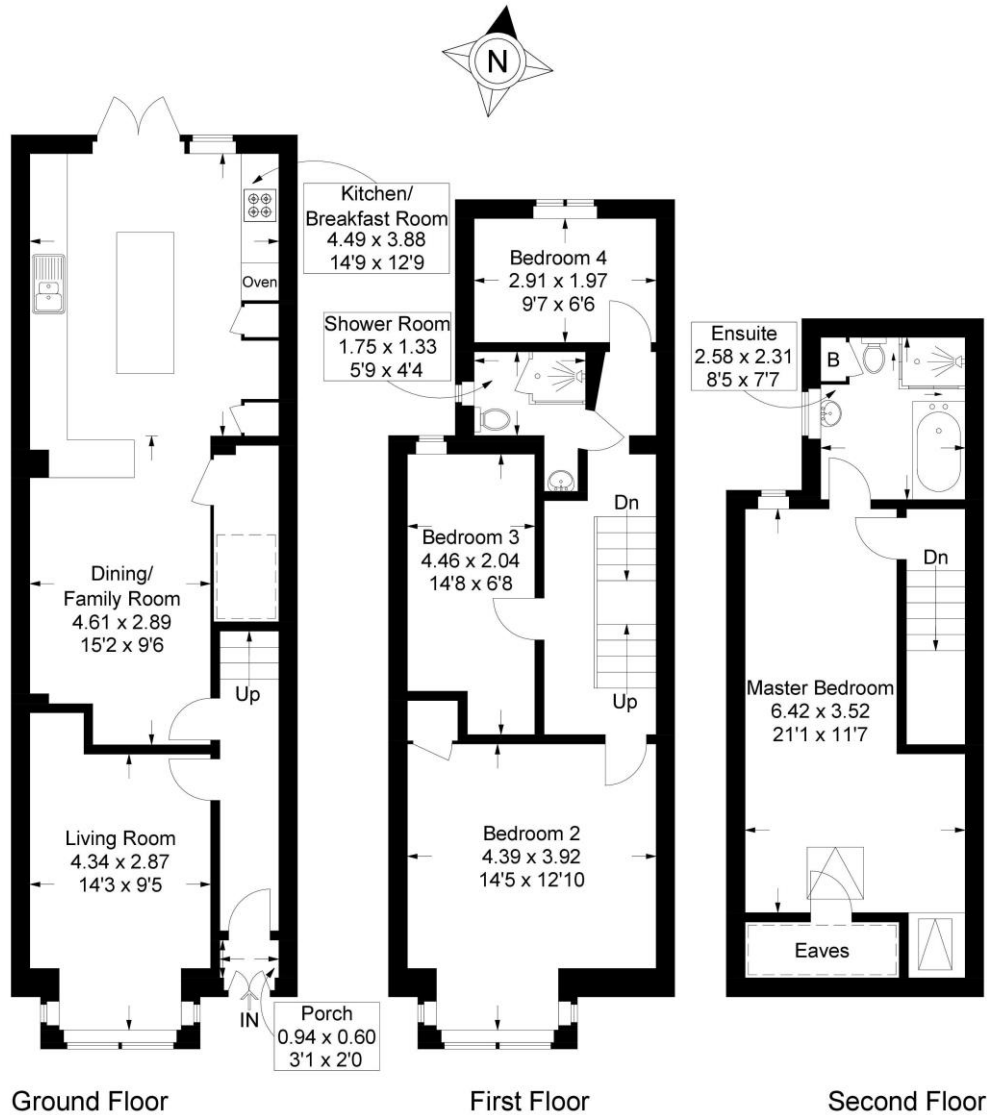 N
Kitchen/
Breakfast Room
4.49 x 3.88
14'9 x 12'9
Oven
Dining/
Family Room
4.61 x 2.89
15'2 x 9'6
Up
Living Room
4.34 x 2.87
14'3 x 9'5
IN
Porch
0.94 x 0.60
3'1 x 2'0
Ground Floor
Bedroom 4
2.91 x 1.97
9'7 x 6'6
Shower Room
1.75 x 1.33
5'9 x 4'4
Dn
Bedroom 3
4.46 x 2.04
14'8 x 6'8
Up
Bedroom 2
4.39 x 3.92
14'5 x 12'10
First Floor
Ensuite
2.58 x 2.31
8'5 x 7'7
B
Dn
Master Bedroom
6.42 x 3.52
21'1 x 11'7
Eaves
Second Floor